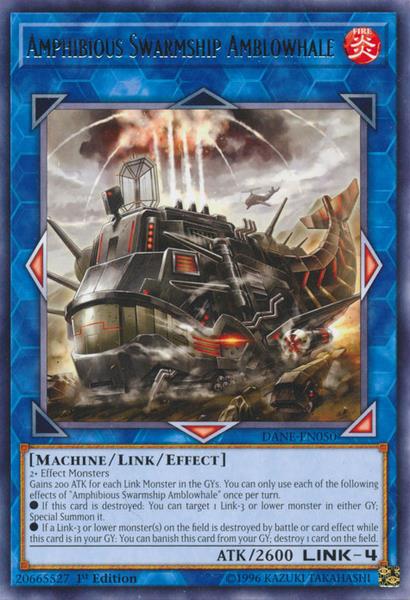 AMPHIBIOUS SWARMSHIP AMBLOWHALE
FIRE
炎
DANE-EN050
[MACHINE/LINK/EFFECT]
2+ Effect Monsters
Gains 200 ATK for each Link Monster in the GYs. You can only use each of the following
effects of "Amphibious Swarmship Amblowhale" once per turn.
● If this card is destroyed: You can target 1 Link-3 or lower monster in either GY;
Special Summon it.
● If a Link-3 or lower monster(s) on the field is destroyed by battle or card effect while
this card is in your GY: You can banish this card from your GY; destroy 1 card on the field.
ATK/2600 LINK-4
20665527 1ST Edition ©1996 KAZUKI TAKAHASHI